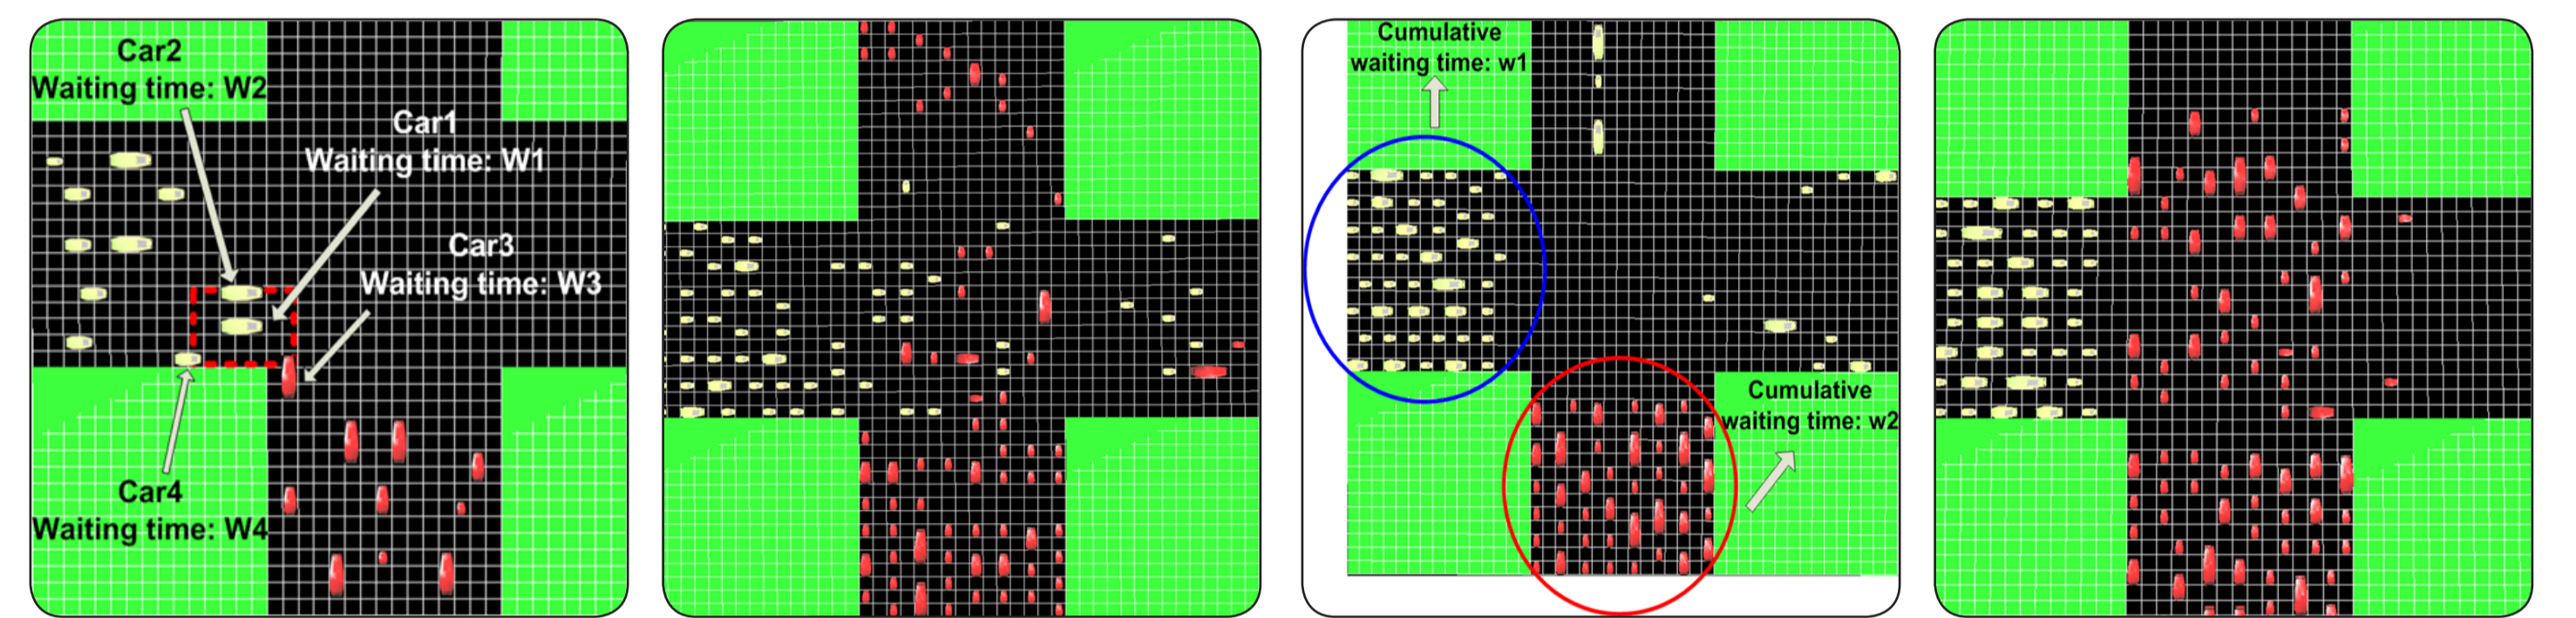 Car2
Waiting time: W2
Car1
Waiting time: W1
Car3
Waiting time: W3
Car4
Waiting time: W4
Cumulative
waiting time: w1
Cumulative
waiting time: w2